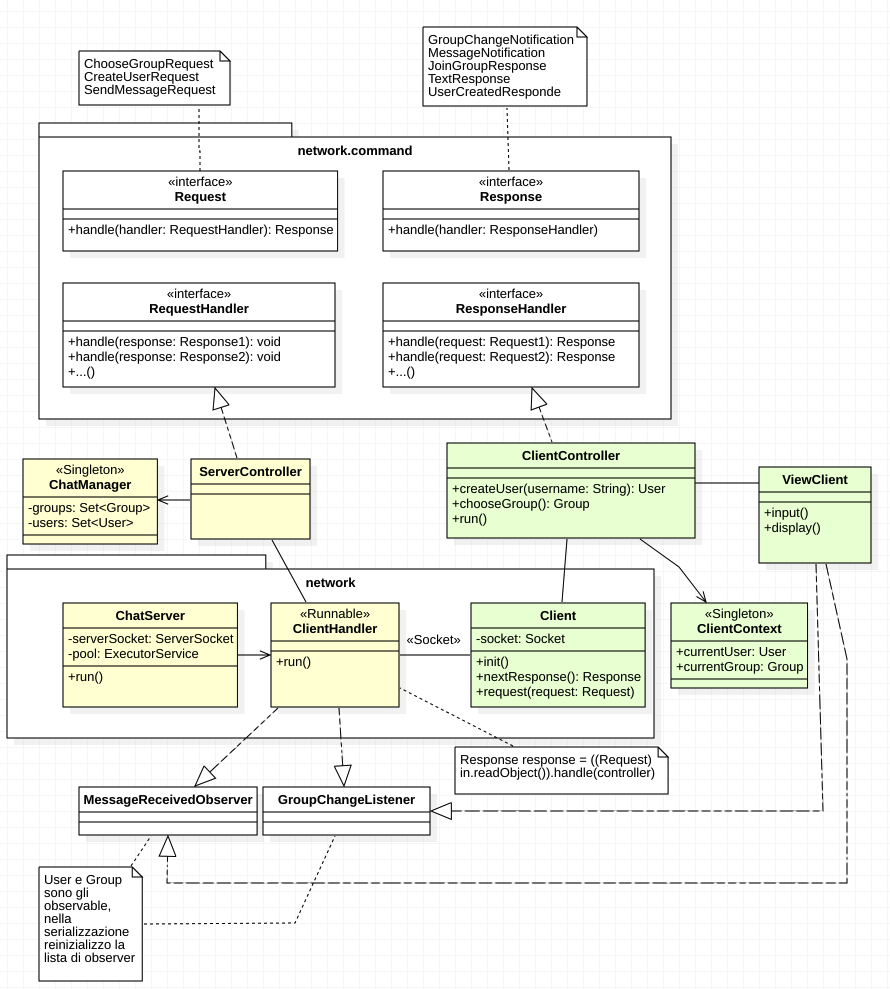 ChooseGroupRequest
CreateUserRequest
SendMessageRequest
GroupChangeNotification
MessageNotification
JoinGroupResponse
TextResponse
UserCreatedResponde
network.command
«interface»
Request
+handle(handler: RequestHandler): Response
«interface»
Response
+handle(handler: ResponseHandler)
«interface»
RequestHandler
+handle(response: Response1): void
+handle(response: Response2): void
+...()
«interface»
ResponseHandler
+handle(request: Request1): Response
+handle(request: Request2): Response
+...()
«Singleton»
ChatManager
-groups: Set<Group>
-users: Set<User>
ServerController
ClientController
+createUser(username: String): User
+chooseGroup(): Group
+run()
ViewClient
+input()
+display()
network
ChatServer
-serverSocket: ServerSocket
-pool: ExecutorService
+run()
«Runnable»
ClientHandler
+run()
«Socket»
Client
-socket: Socket
+init()
+nextResponse(): Response
+request(request: Request)
«Singleton»
ClientContext
+currentUser: User
+currentGroup: Group
Response response = ((Request)
in.readObject()).handle(controller)
MessageReceivedObserver
GroupChangeListener
User e Group
sono gli
observable,
nella
serializzazione
reinizializzo la
lista di observer